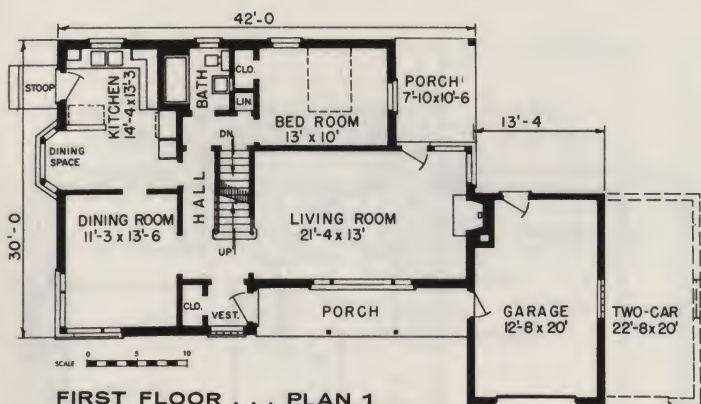 42'-0
STOOP
KITCHEN
14'-4 x 13'-3
BATH
CLO.
LIN.
BED ROOM
13' x 10'
PORCH
7'-10x10'-6
13'-4
DINING
SPACE
DN.
30'-0
DINING ROOM
11'-3 x 13'-6
HALL
UP
LIVING ROOM
21'-4 x 13'
CLO.
VEST.
PORCH
GARAGE
12'-8 x 20'
TWO-CAR
22'-8 x 20'
SCALE 0 5 10
FIRST FLOOR . . . PLAN 1